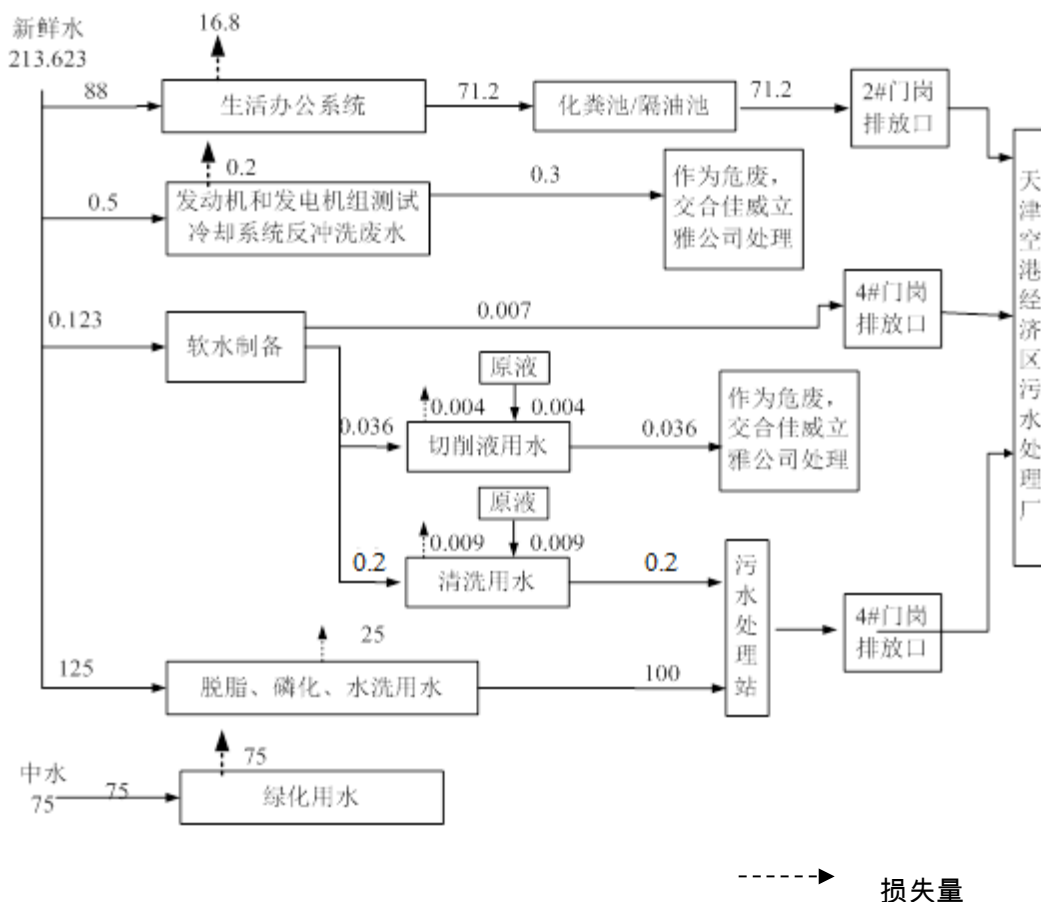 新鲜水
213.623
16.8
88
生活办公系统
71.2
化粪池/隔油池
71.2
2#门岗
排放口
0.2
0.5
发动机和发电机组测试
冷却系统反冲洗废水
0.3
作为危废，
交合佳威立
雅公司处理
天津空港经济区污水处理厂
0.123
软水制备
0.007
4#门岗
排放口
原液
0.004
0.004
0.036
切削液用水
0.036
作为危废，
交合佳威立
雅公司处理
原液
0.009
0.009
0.2
清洗用水
0.2
污水处理站
4#门岗
排放口
25
125
脱脂、磷化、水洗用水
100
75
中水
75
75
绿化用水
损失量